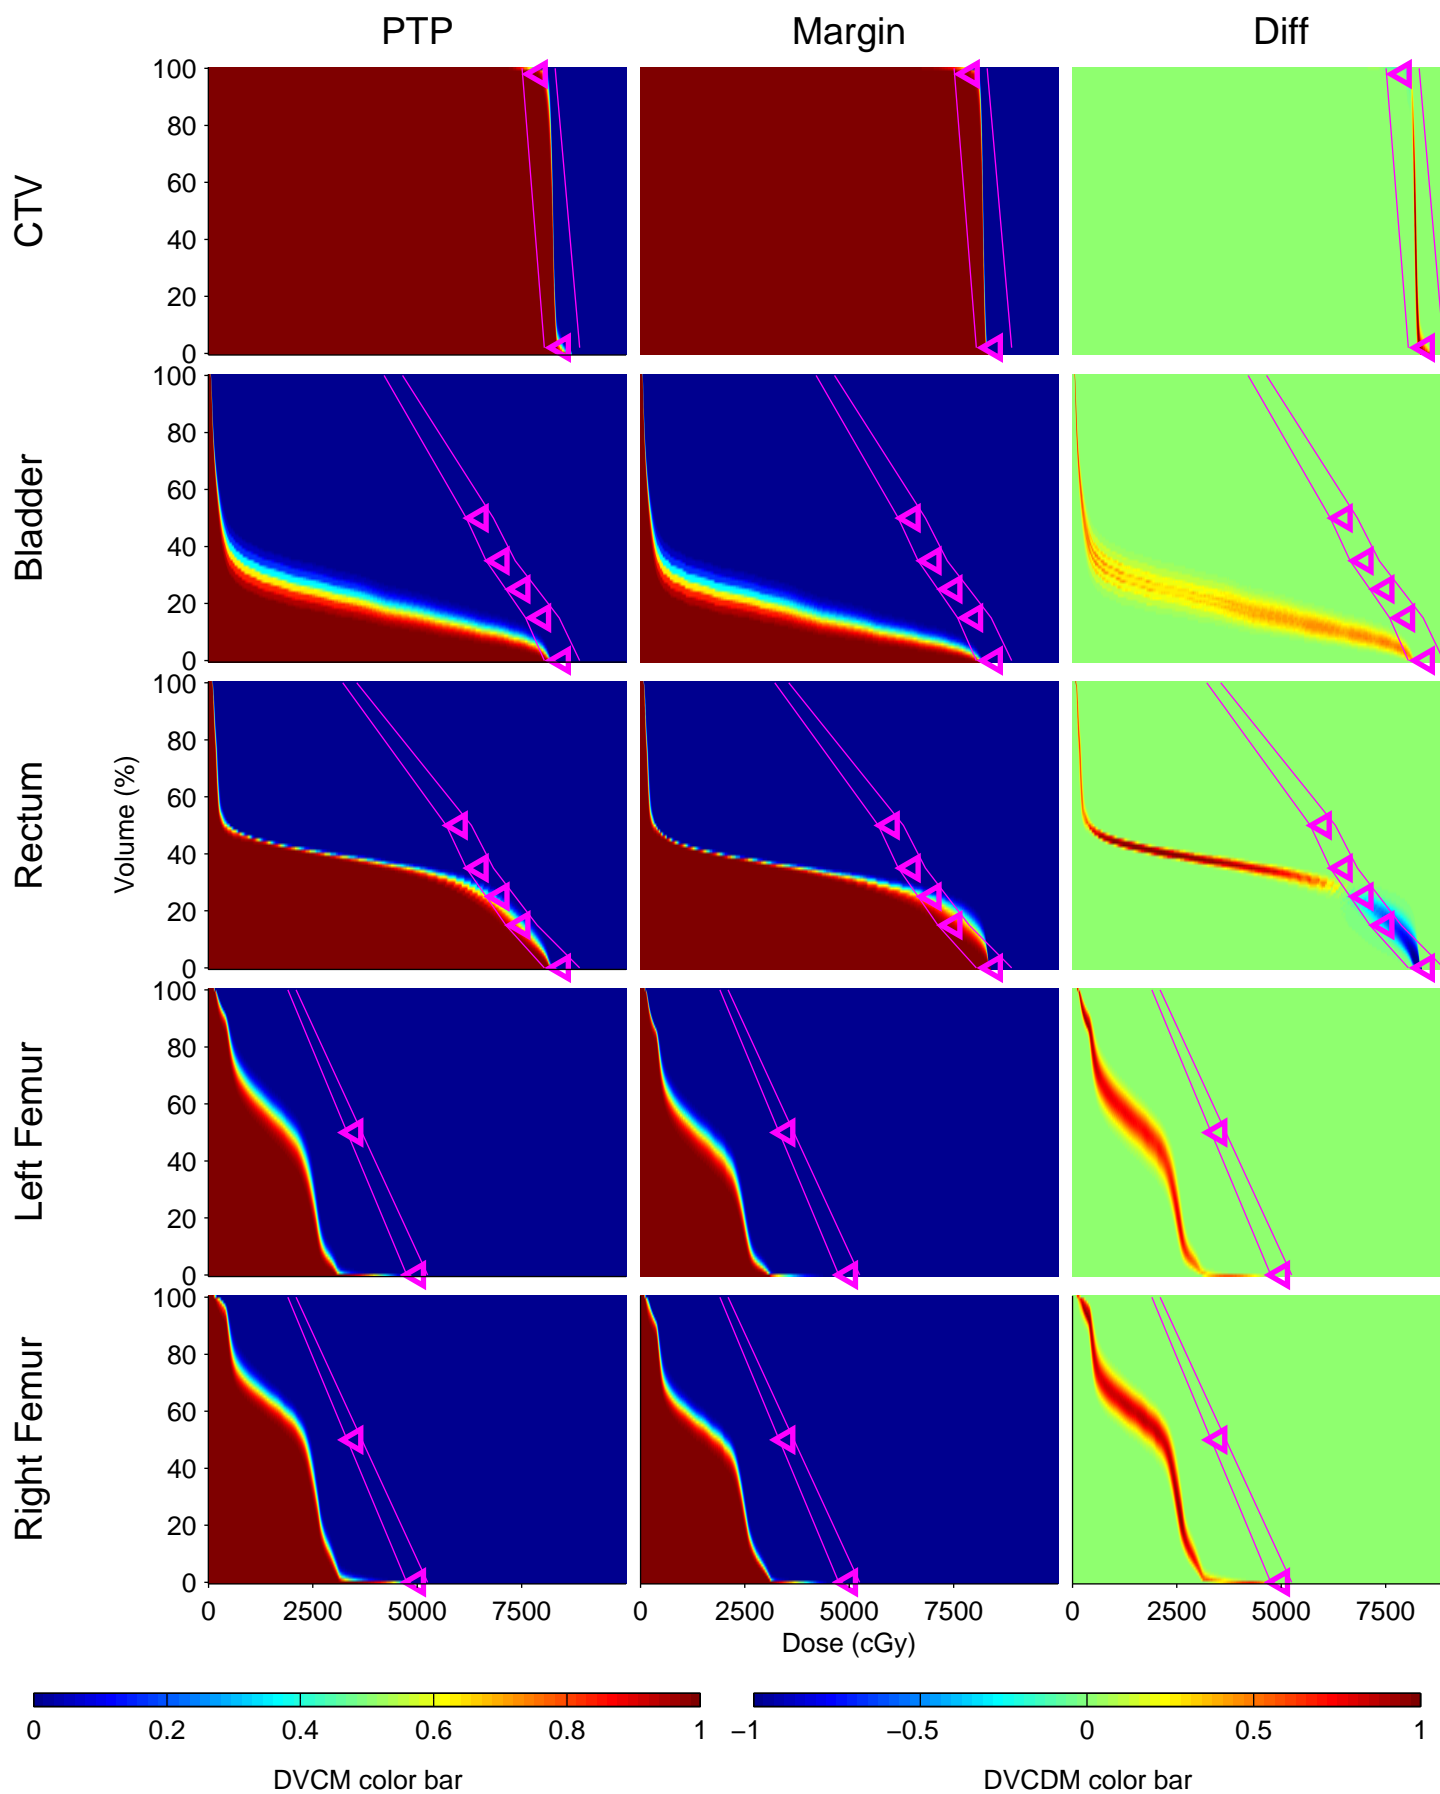 PTP Margin Diff
CTV
100
80
60
40
20
0
Bladder
100
80
60
40
20
0
Rectum
Volume (%)
100
80
60
40
20
0
Left Femur
100
80
60
40
20
0
Right Femur
100
80
60
40
20
0
0 2500 5000 7500 0 2500 5000 7500 0 2500 5000 7500
Dose (cGy)
0 0.2 0.4 0.6 0.8 1 −1 −0.5 0 0.5 1
DVCM color bar DVCDM color bar